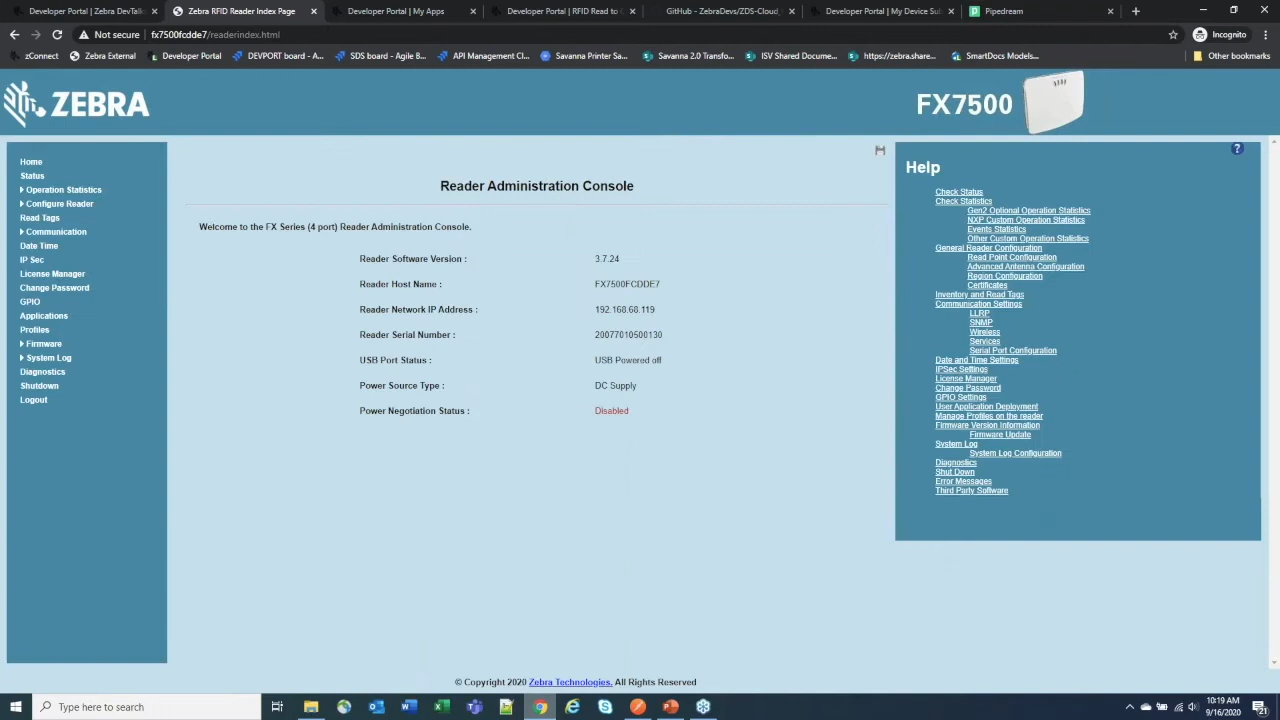 Developer Portal | Zebra DevTalk
Zebra RFID Reader Index Page
Developer Portal | My Apps
Developer Portal | RFID Read to
GitHub - ZebraDevs/ZDS-Cloud_
Developer Portal | My Device Sul
Pipedream
Not secure | fx7500fcdde7/readerindex.html
Incognito
zConnect
Zebra External
Developer Portal
DEVPORT board - A...
SDS board - Agile B...
API Management Cl...
Savanna Printer Sa...
Savanna 2.0 Transfo...
ISV Document Shared...
https://zebra.share...
SmartDocs Models...
Other bookmarks
ZEBRA
FX7500
Home
Status
Operation Statistics
Configure Reader
Read Tags
Communication
Date Time
IP Sec
License Manager
Change Password
GPIO
Applications
Profiles
Firmware
System Log
Diagnostics
Shutdown
Logout
Reader Administration Console
Welcome to the FX Series (4 port) Reader Administration Console.
Reader Software Version : 3.7.24
Reader Host Name : FX7500FCDDE7
Reader Network IP Address : 192.168.68.119
Reader Serial Number : 20077010500130
USB Port Status : USB Powered off
Power Source Type : DC Supply
Power Negotiation Status : Disabled
?
Help
Check Status
Check Statistics
Gen2 Optional Operation Statistics
NXP Custom Operation Statistics
Events Statistics
Other Custom Operation Statistics
General Reader Configuration
Read Point Configuration
Advanced Antenna Configuration
Region Configuration
Certificates
Inventory and Read Tags
Communication Settings
LLRP
SNMP
Wireless
Services
Serial Port Configuration
Date and Time Settings
IPSec Settings
License Manager
Change Password
GPIO Settings
User Application Deployment
Manage Profiles on the reader
Firmware Version Information
Firmware Update
System Log
System Log Configuration
Diagnostics
Shut Down
Error Messages
Third Party Software
© Copyright 2020 Zebra Technologies. All Rights Reserved
Type here to search
10:19 AM
9/16/2020